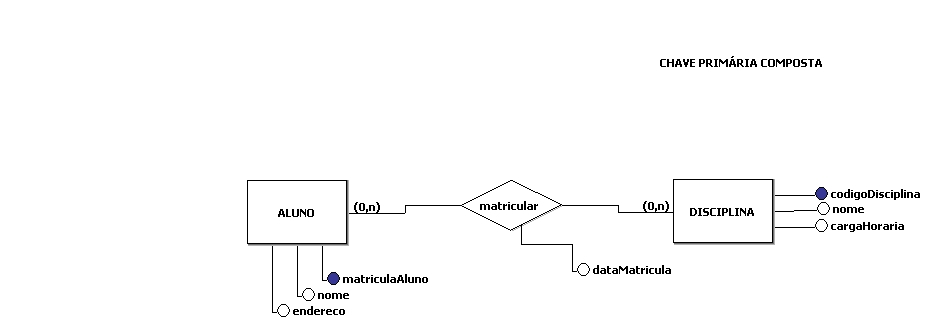 CHAVE PRIMÁRIA COMPOSTA
ALUNO
(0,n)
matricular
(0,n)
DISCIPLINA
codigoDisciplina
nome
cargaHoraria
dataMatricula
matriculaAluno
nome
endereco